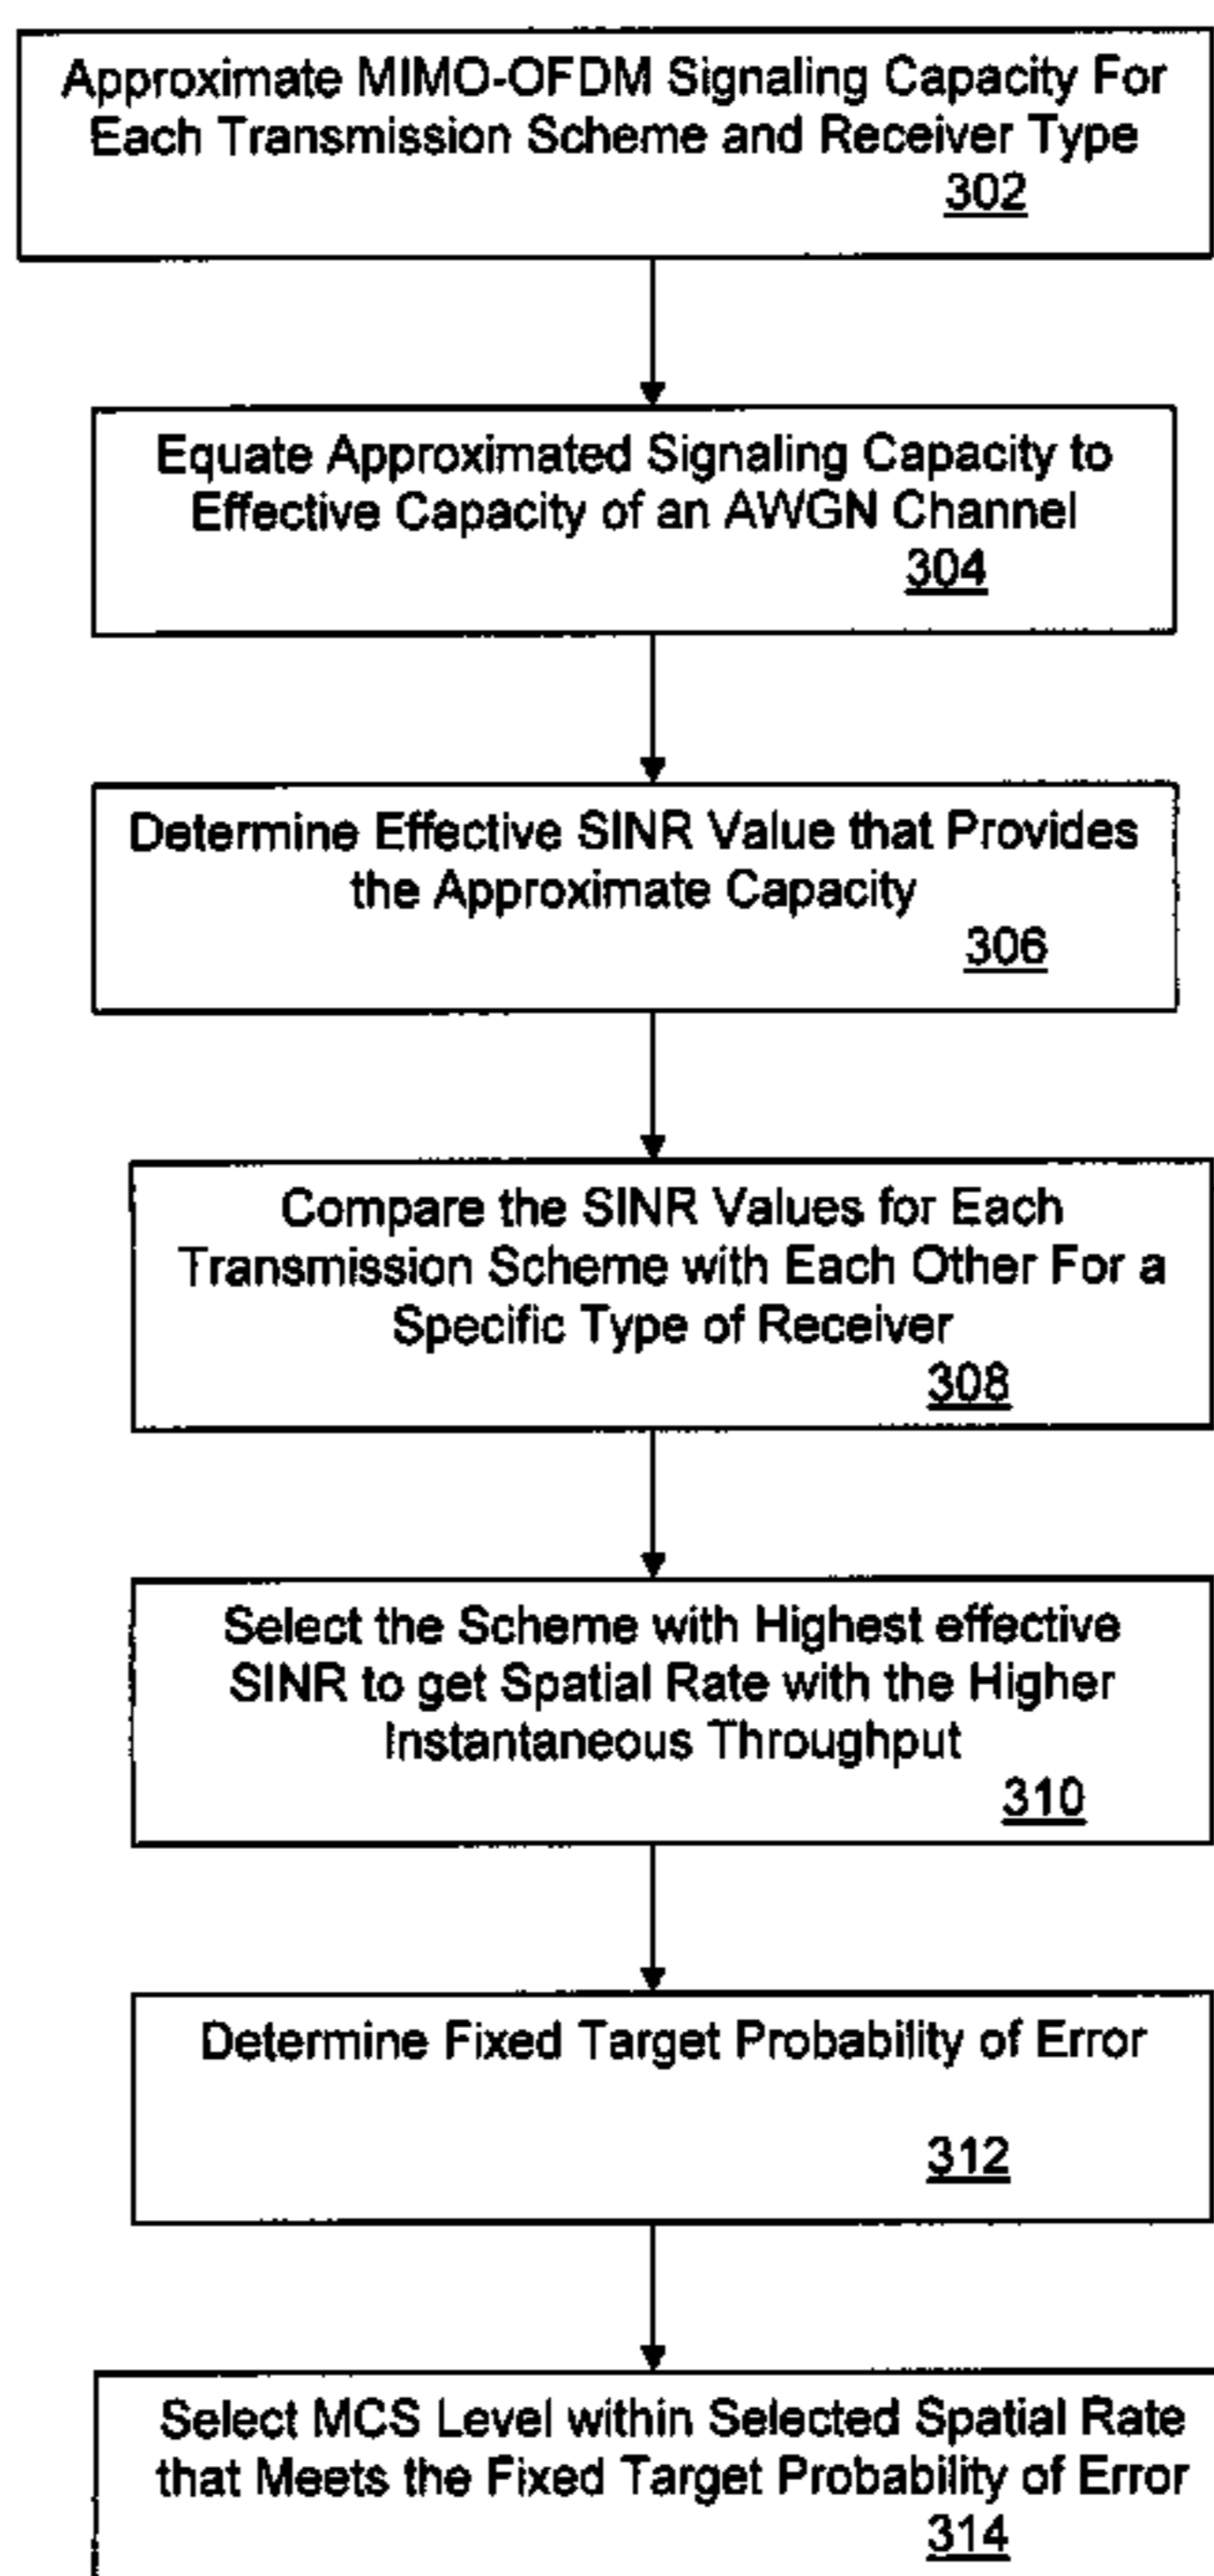 Approximate MIMO-OFDM Signaling Capacity For
Each Transmission Scheme and Receiver Type
302
Equate Approximated Signaling Capacity to
Effective Capacity of an AWGN Channel
304
Determine Effective SINR Value that Provides
the Approximate Capacity
306
Compare the SINR Values for Each
Transmission Scheme with Each Other For a
Specific Type of Receiver
308
Select the Scheme with Highest effective
SINR to get Spatial Rate with the Higher
Instantaneous Throughput
310
Determine Fixed Target Probability of Error
312
Select MCS Level within Selected Spatial Rate
that Meets the Fixed Target Probability of Error
314